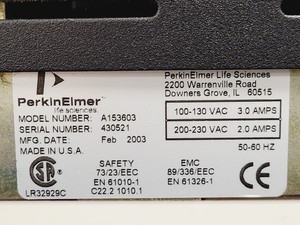 PerkinElmer
life sciences
PerkinElmer Life Sciences
2200 Warrenville Road
Downers Grove, IL 60515
MODEL NUMBER: A153603
SERIAL NUMBER: 430521
MFG. DATE: Feb 2003
MADE IN U.S.A.
100-130 VAC 3.0 AMPS
200-230 VAC 2.0 AMPS
50-60 HZ
SA
LR32929C
SAFETY
73/23/EEC
EN 61010-1
C22.2 1010.1
EMC
89/336/EEC
EN 61326-1
CE